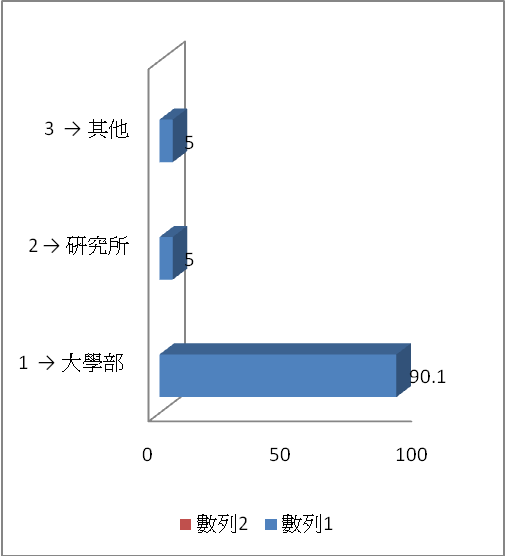 3 → 其他
5
2 → 研究所
5
1 → 大學部
90.1
0 50 100
數列2 數列1